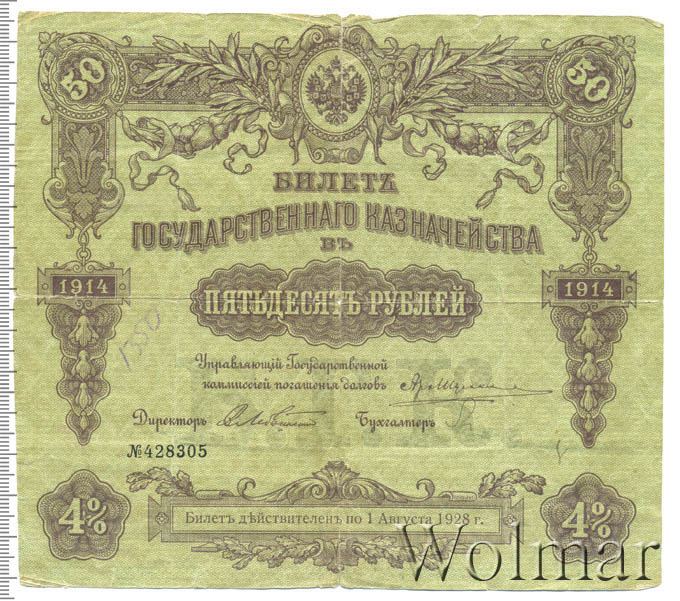 50 50
БИЛЕТЪ
ГОСУДАРСТВЕННАГО КАЗНАЧЕЙСТВА
ВЪ
1914 1914
ПЯТЬДЕСЯТЪ РУБЛЕЙ
1350
Управляющій Государственной
коммиссіей погашенія долговъ
Директоръ Бухгалтеръ
№428305
4% 4%
Билетъ дѣйствителенъ по 1 Августа 1928 г.
Wolmar